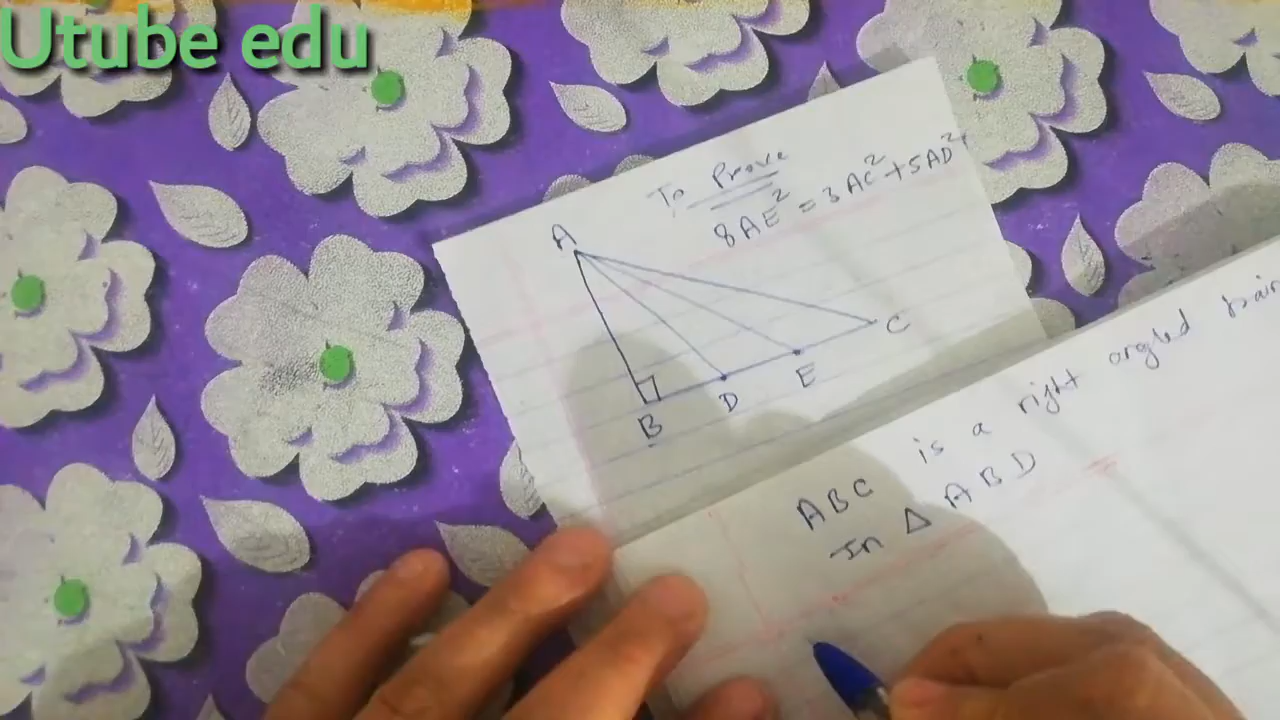 Utube edu
To Prove
8AE² = 3AC² + 5AD²
A
B
D
E
C
ABC is a right angled
In Δ ABD